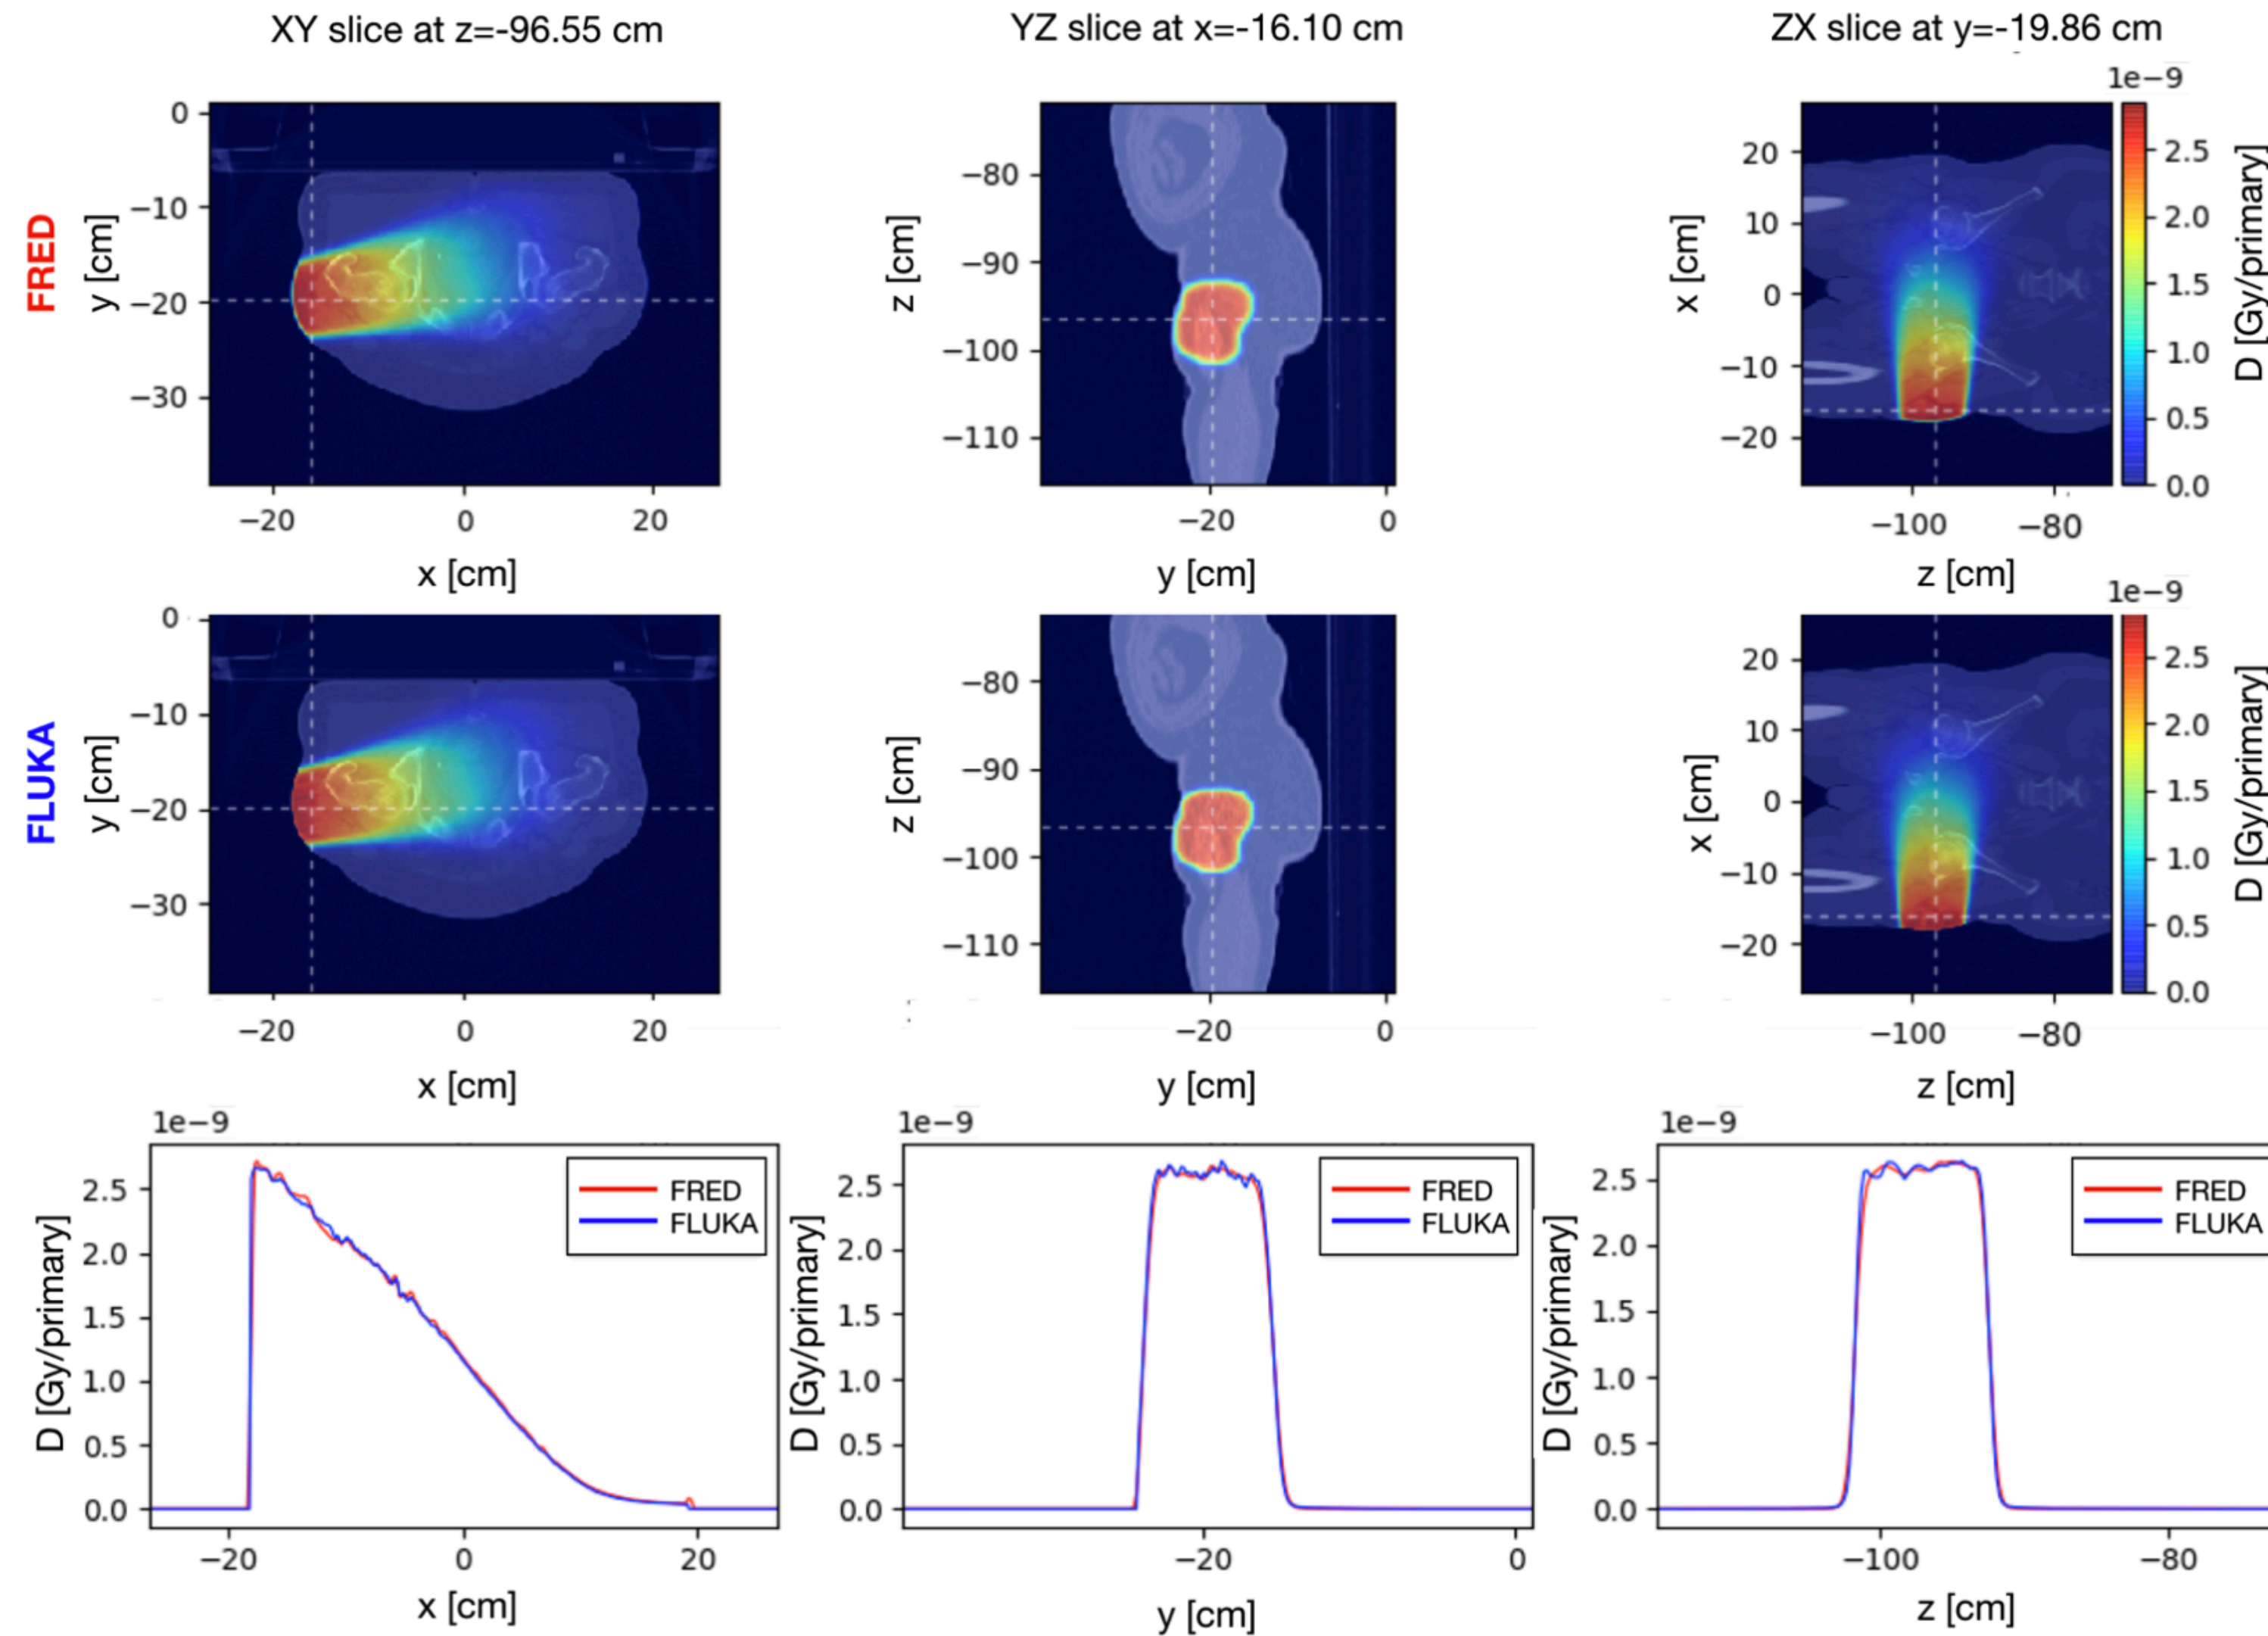 XY slice at z=-96.55 cm
YZ slice at x=-16.10 cm
ZX slice at y=-19.86 cm
FRED
y [cm]
0
−10
−20
−30
−20
0
20
x [cm]
z [cm]
−80
−90
−100
−110
−20
0
y [cm]
x [cm]
20
10
0
−10
−20
−100
−80
z [cm]
1e−9
2.5
2.0
1.5
1.0
0.5
0.0
D [Gy/primary]
FLUKA
y [cm]
0
−10
−20
−30
−20
0
20
x [cm]
z [cm]
−80
−90
−100
−110
−20
0
y [cm]
x [cm]
20
10
0
−10
−20
−100
−80
z [cm]
1e−9
2.5
2.0
1.5
1.0
0.5
0.0
D [Gy/primary]
1e−9
D [Gy/primary]
2.5
2.0
1.5
1.0
0.5
0.0
FRED
FLUKA
−20
0
20
x [cm]
1e−9
D [Gy/primary]
2.5
2.0
1.5
1.0
0.5
0.0
FRED
FLUKA
−20
0
y [cm]
1e−9
D [Gy/primary]
2.5
2.0
1.5
1.0
0.5
0.0
FRED
FLUKA
−100
−80
z [cm]